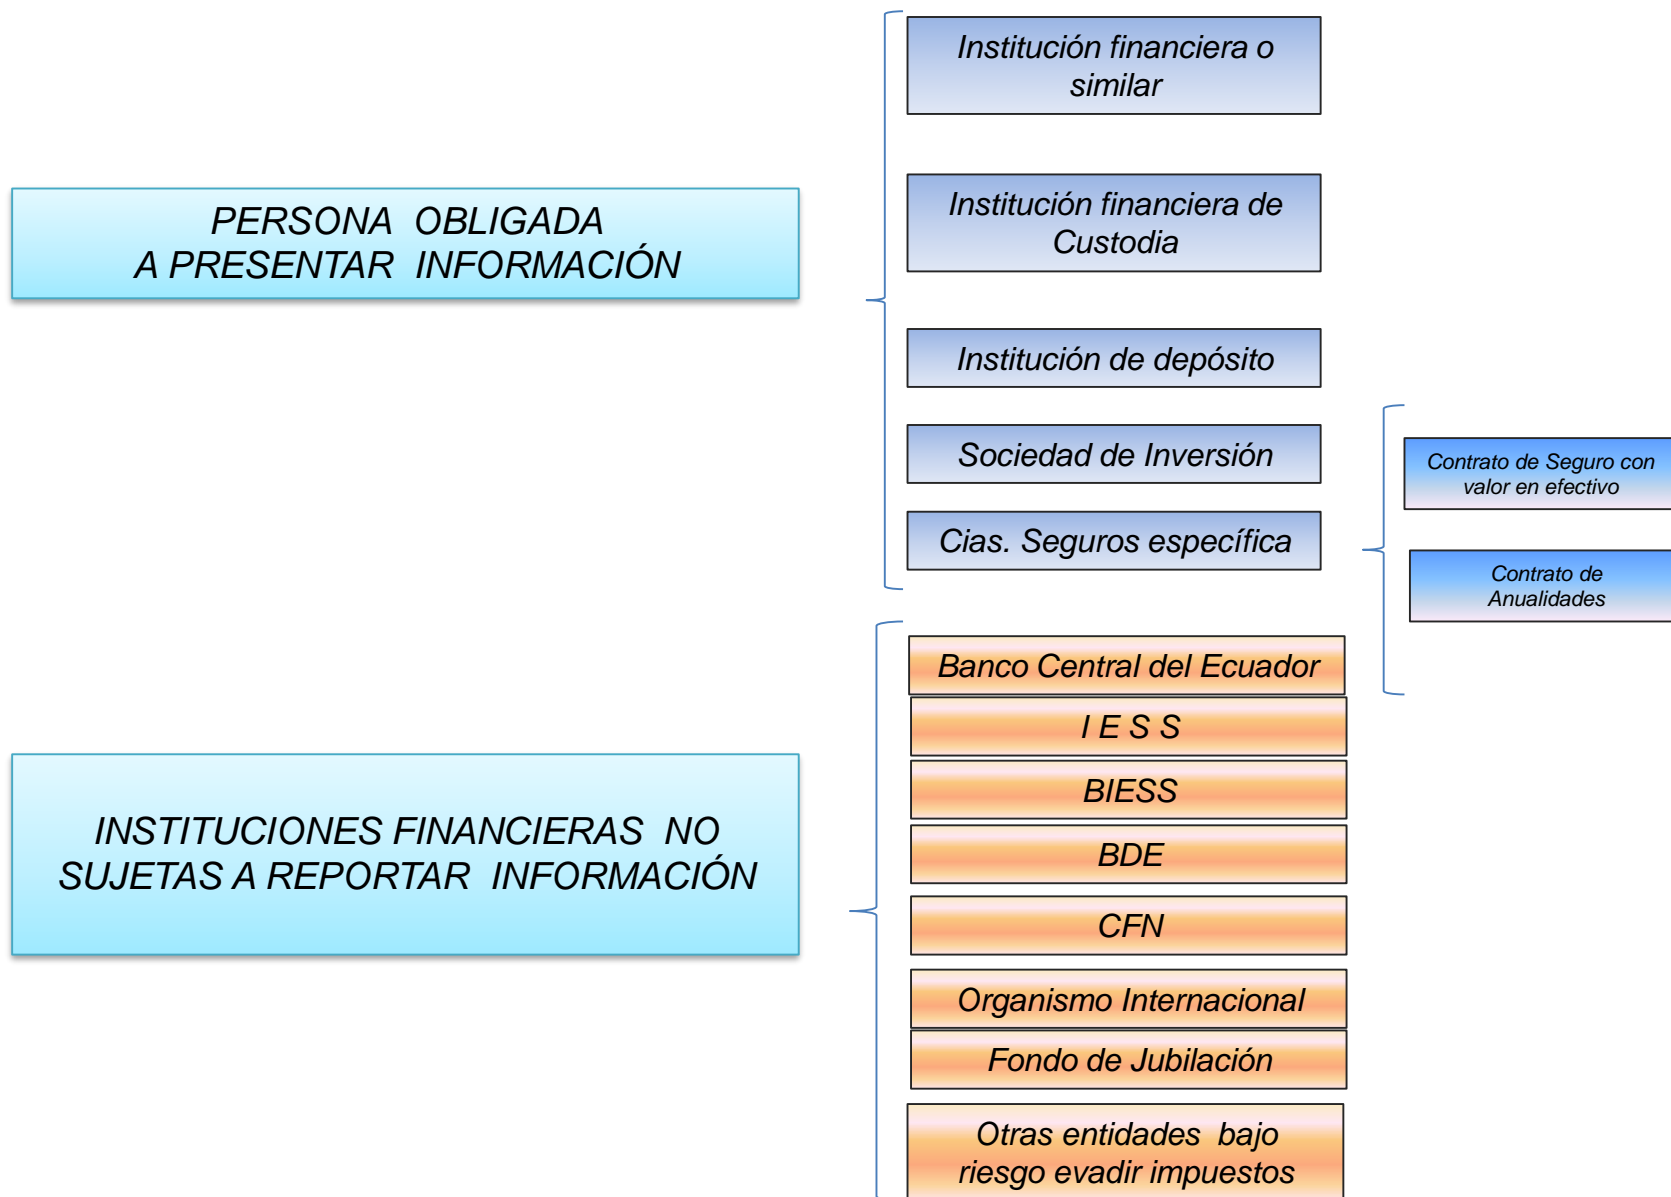 PERSONA OBLIGADA
A PRESENTAR INFORMACIÓN
Institución financiera o
similar
Institución financiera de
Custodia
Institución de depósito
Sociedad de Inversión
Cias. Seguros específica
Contrato de Seguro con
valor en efectivo
Contrato de
Anualidades
INSTITUCIONES FINANCIERAS NO
SUJETAS A REPORTAR INFORMACIÓN
Banco Central del Ecuador
I E S S
BIESS
BDE
CFN
Organismo Internacional
Fondo de Jubilación
Otras entidades bajo
riesgo evadir impuestos